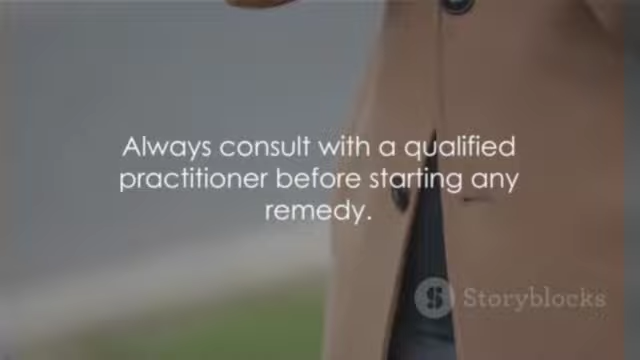 Always consult with a qualified
practitioner before starting any
remedy.
Storyblocks